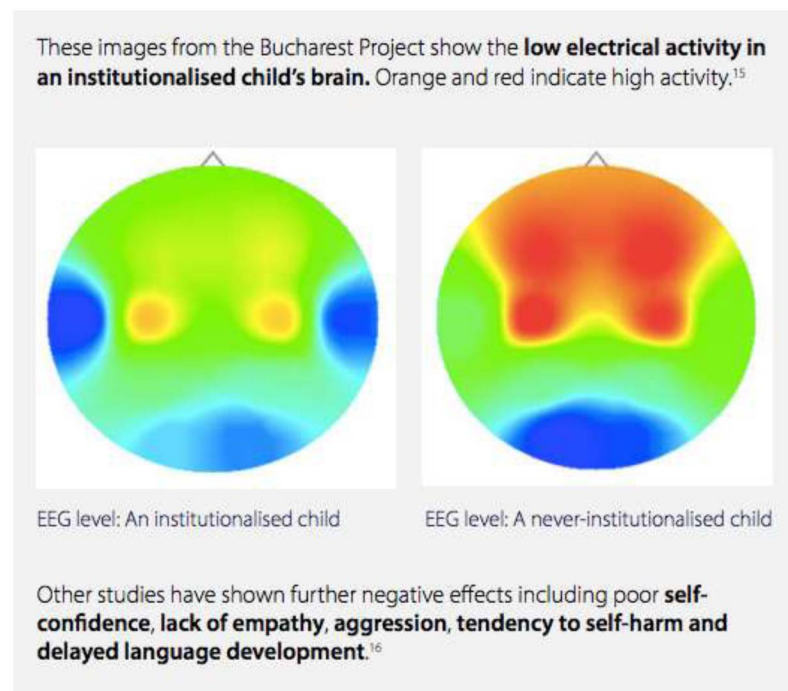 These images from the Bucharest Project show the low electrical activity in
an institutionalised child's brain. Orange and red indicate high activity.15
EEG level: An institutionalised child
EEG level: A never-institutionalised child
Other studies have shown further negative effects including poor self-
confidence, lack of empathy, aggression, tendency to self-harm and
delayed language development.16